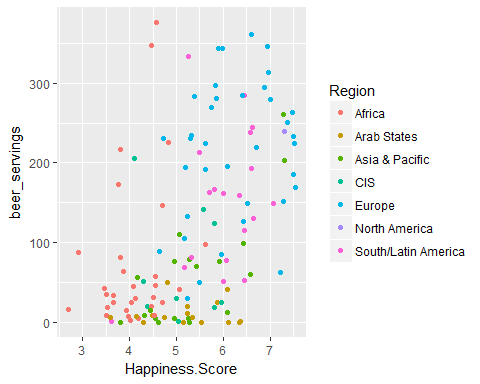 300
200
100
0
beer_servings
3
4
5
6
7
Happiness.Score
Region
Africa
Arab States
Asia & Pacific
CIS
Europe
North America
South/Latin America